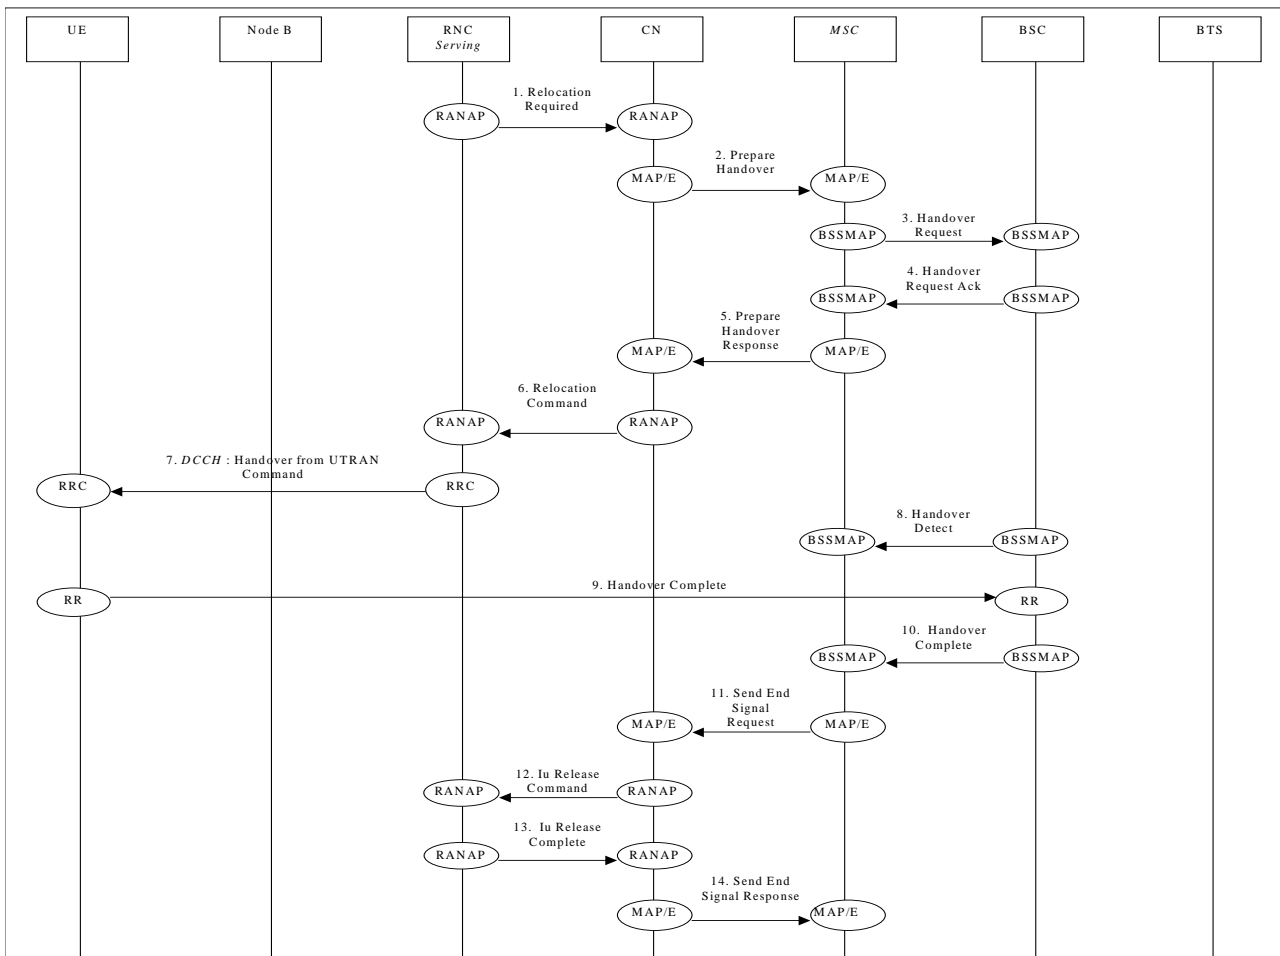 UE
Node B
RNC
Serving
CN
MSC
BSC
BTS
1. Relocation
Required
RANAP
RANAP
2. Prepare
Handover
MAP/E
MAP/E
3. Handover
Request
BSSMAP
BSSMAP
4. Handover
Request Ack
BSSMAP
BSSMAP
5. Prepare
Handover
Response
MAP/E
MAP/E
6. Relocation
Command
RANAP
RANAP
7. DCCH : Handover from UTRAN
Command
RRC
RRC
8. Handover
Detect
BSSMAP
BSSMAP
9. Handover Complete
RR
RR
10. Handover
Complete
BSSMAP
BSSMAP
11. Send End
Signal
Request
MAP/E
MAP/E
12. Iu Release
Command
RANAP
RANAP
13. Iu Release
Complete
RANAP
RANAP
14. Send End
Signal Response
MAP/E
MAP/E